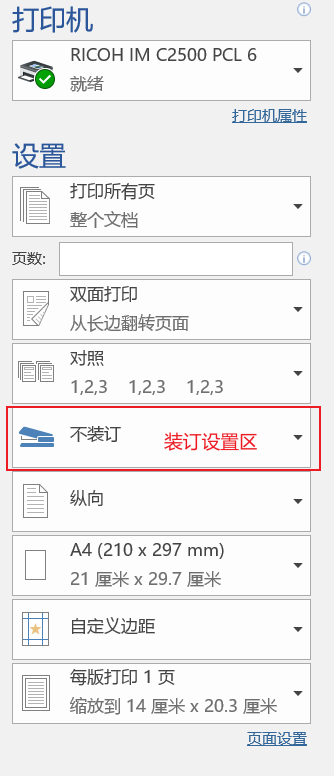 打印机
RICOH IM C2500 PCL 6
就绪
打印机属性
设置
打印所有页
整个文档
页数:
双面打印
从长边翻转页面
对照
1,2,3 1,2,3 1,2,3
不装订 装订设置区
纵向
A4 (210 x 297 mm)
21 厘米 x 29.7 厘米
自定义边距
每版打印 1 页
缩放到 14 厘米 x 20.3 厘米
页面设置